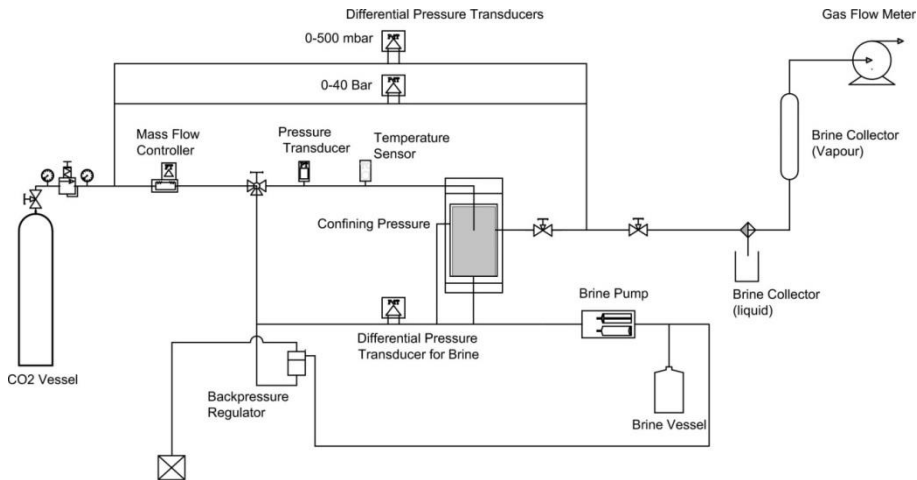 Differential Pressure Transducers
Gas Flow Meter
0-500 mbar
0-40 Bar
Mass Flow
Controller
Pressure
Transducer
Temperature
Sensor
Brine Collector
(Vapour)
Confining Pressure
Brine Pump
Brine Collector
(liquid)
Differential Pressure
Transducer for Brine
CO2 Vessel
Backpressure
Regulator
Brine Vessel